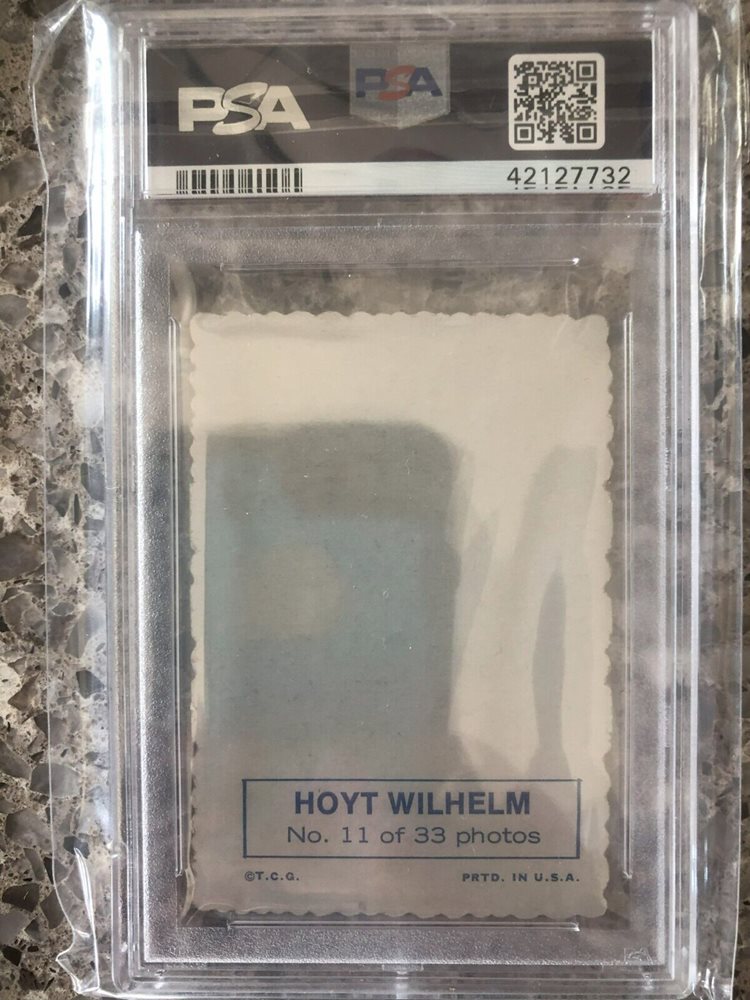 PSA
PSA
42127732
HOYT WILHELM
No. 11 of 33 photos
©T.C.G.
PRTD. IN U.S.A.